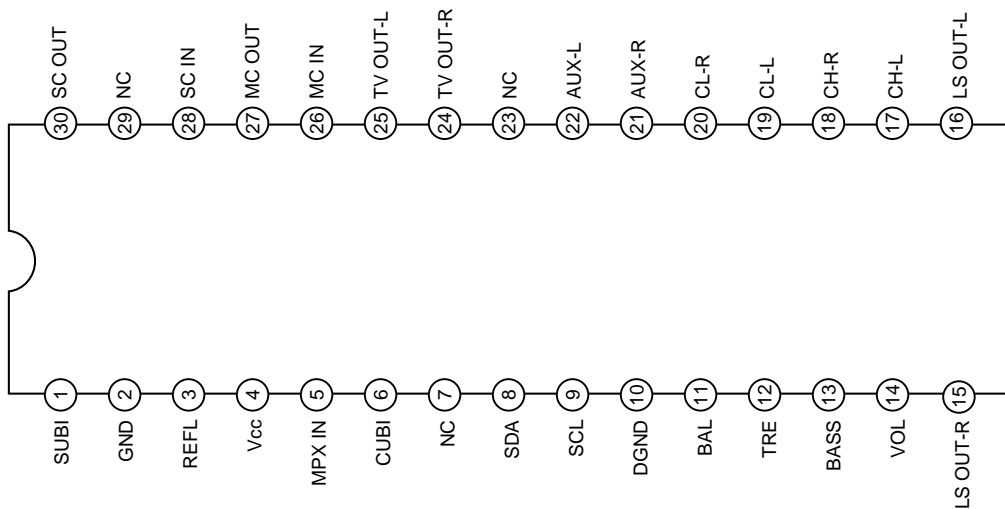 30 SC OUT
29 NC
28 SC IN
27 MC OUT
26 MC IN
25 TV OUT-L
24 TV OUT-R
23 NC
22 AUX-L
21 AUX-R
20 CL-R
19 CL-L
18 CH-R
17 CH-L
16 LS OUT-L
SUBI 1
GND 2
REFL 3
Vcc 4
MPX IN 5
CUBI 6
NC 7
SDA 8
SCL 9
DGND 10
BAL 11
TRE 12
BASS 13
VOL 14
LS OUT-R 15